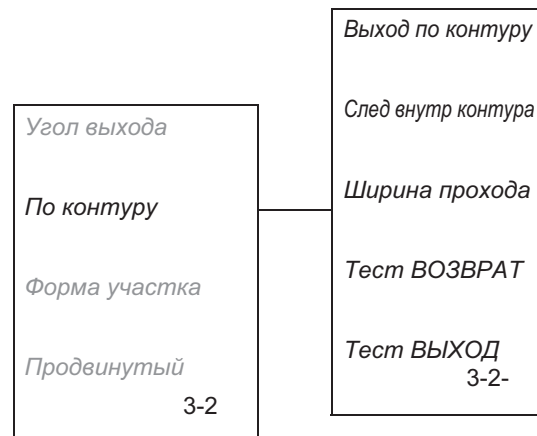 Угол выхода
По контуру
Форма участка
Продвинутый
3-2
Выход по контуру
След внутр контура
Ширина прохода
Тест ВОЗВРАТ
Тест ВЫХОД
3-2-